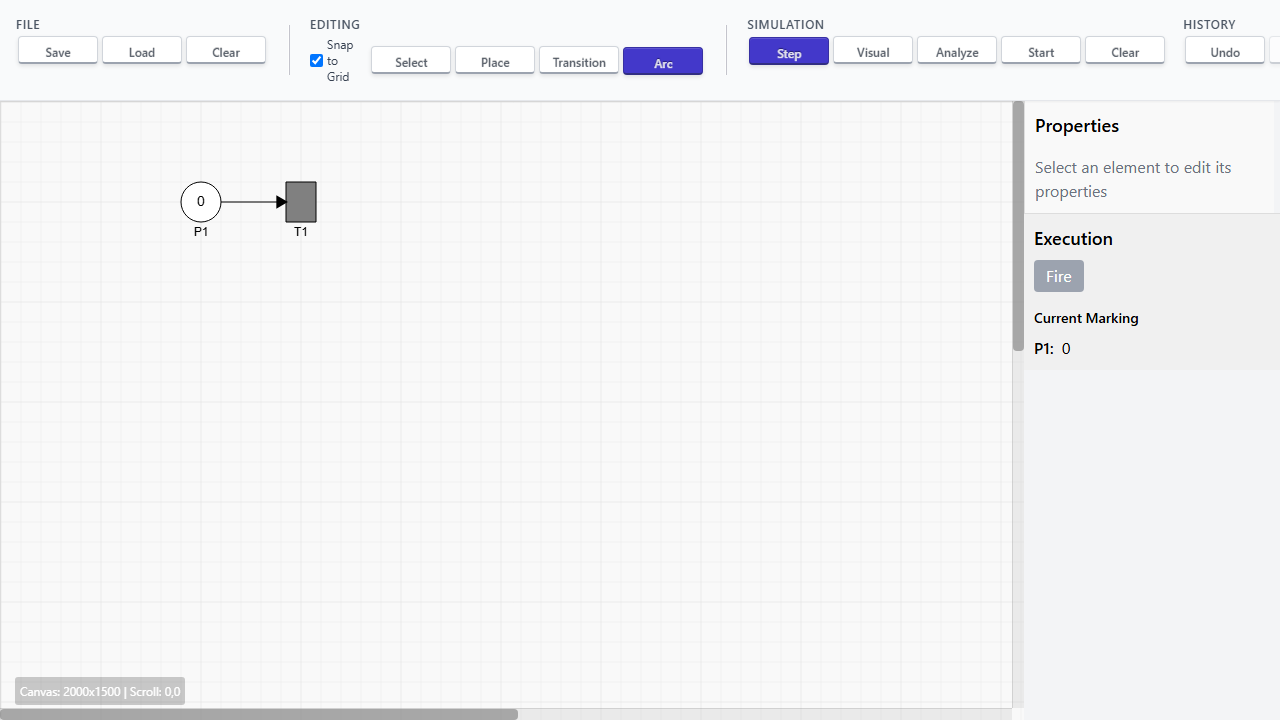 FILE
Save Load Clear
EDITING
Snap
to
Grid
Select Place Transition Arc
SIMULATION
Step Visual Analyze Start Clear
HISTORY
Undo
0
P1
T1
Properties
Select an element to edit its
properties
Execution
Fire
Current Marking
P1: 0
Canvas: 2000x1500 | Scroll: 0,0